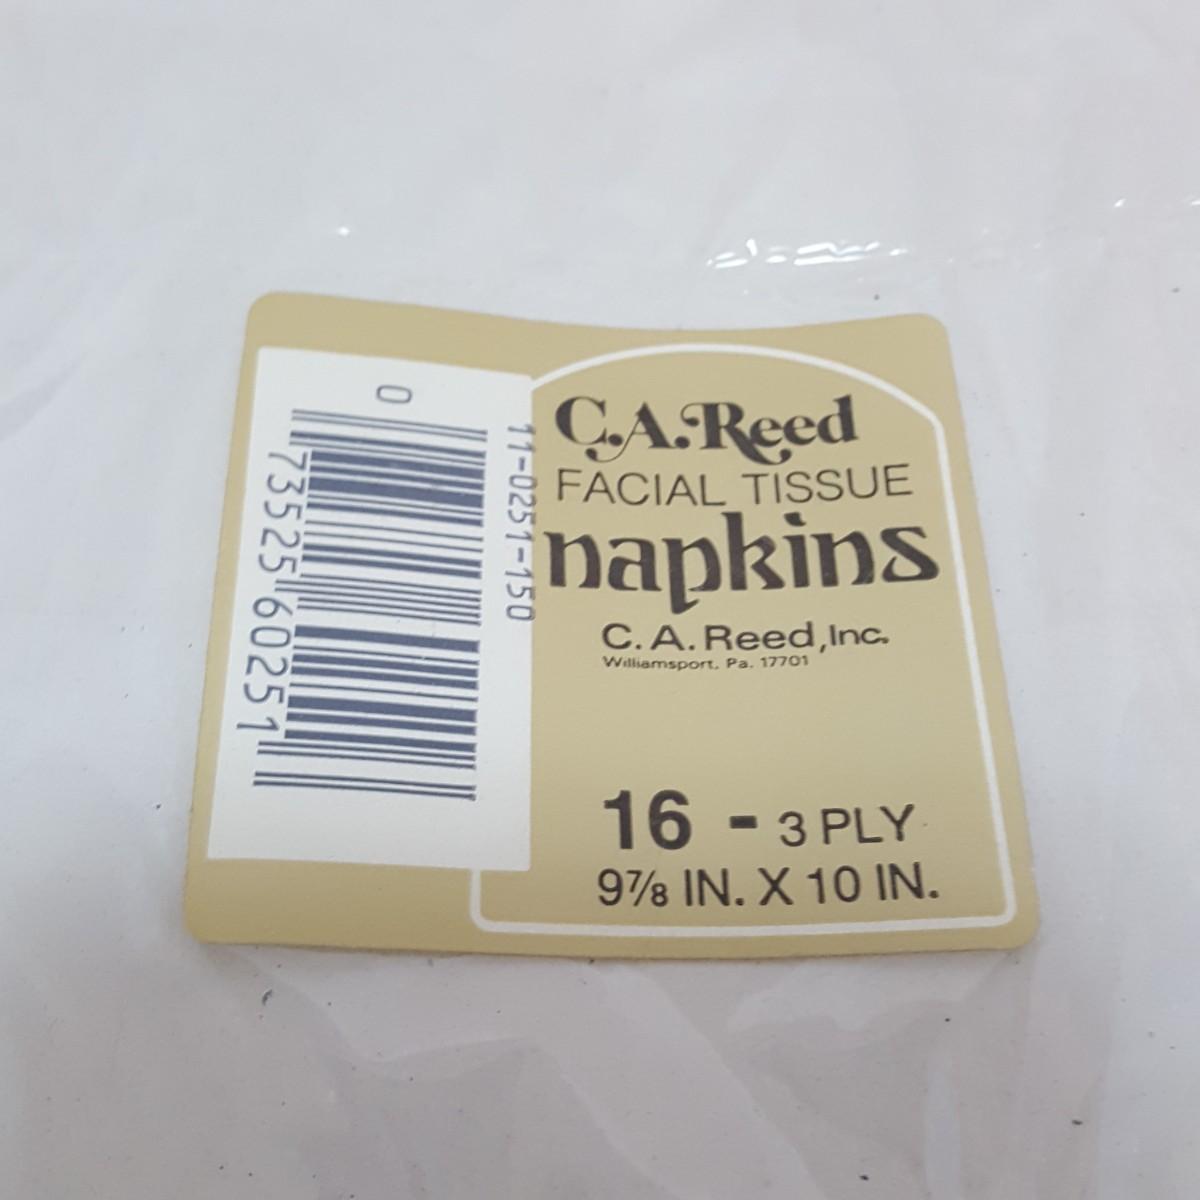 C.A.Reed
FACIAL TISSUE
napkins
C. A. Reed, Inc.
Williamsport, Pa. 17701
16 - 3 PLY
9⅞ IN. X 10 IN.
11-0251-150
0
73525 60251